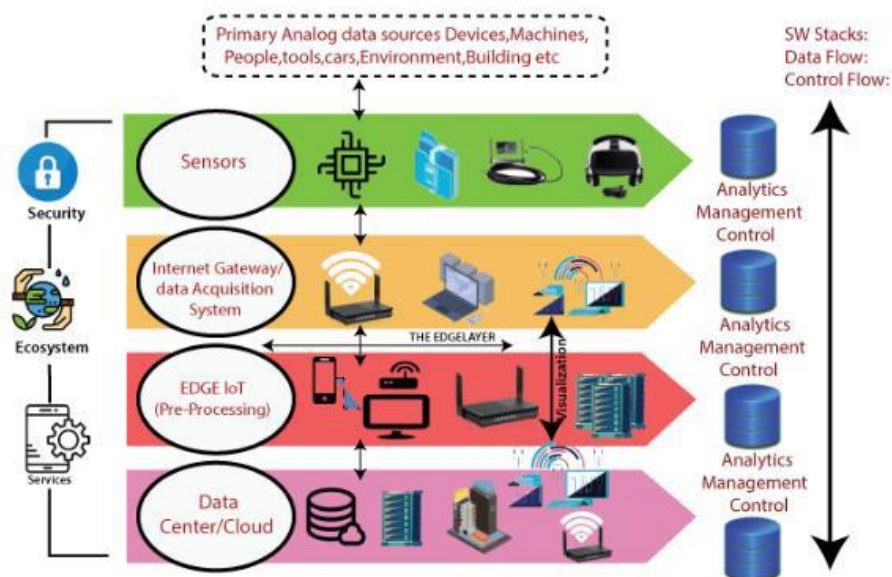 Primary Analog data sources Devices,Machines,
People,tools,cars,Environment,Building etc
SW Stacks:
Data Flow:
Control Flow:
Sensors
Security
Analytics
Management
Control
Internet Gateway/
data Acquisition
System
Ecosystem
Analytics
Management
Control
THE EDGELAYER
Visualization
EDGE IoT
(Pre-Processing)
Services
Analytics
Management
Control
Data
Center/Cloud